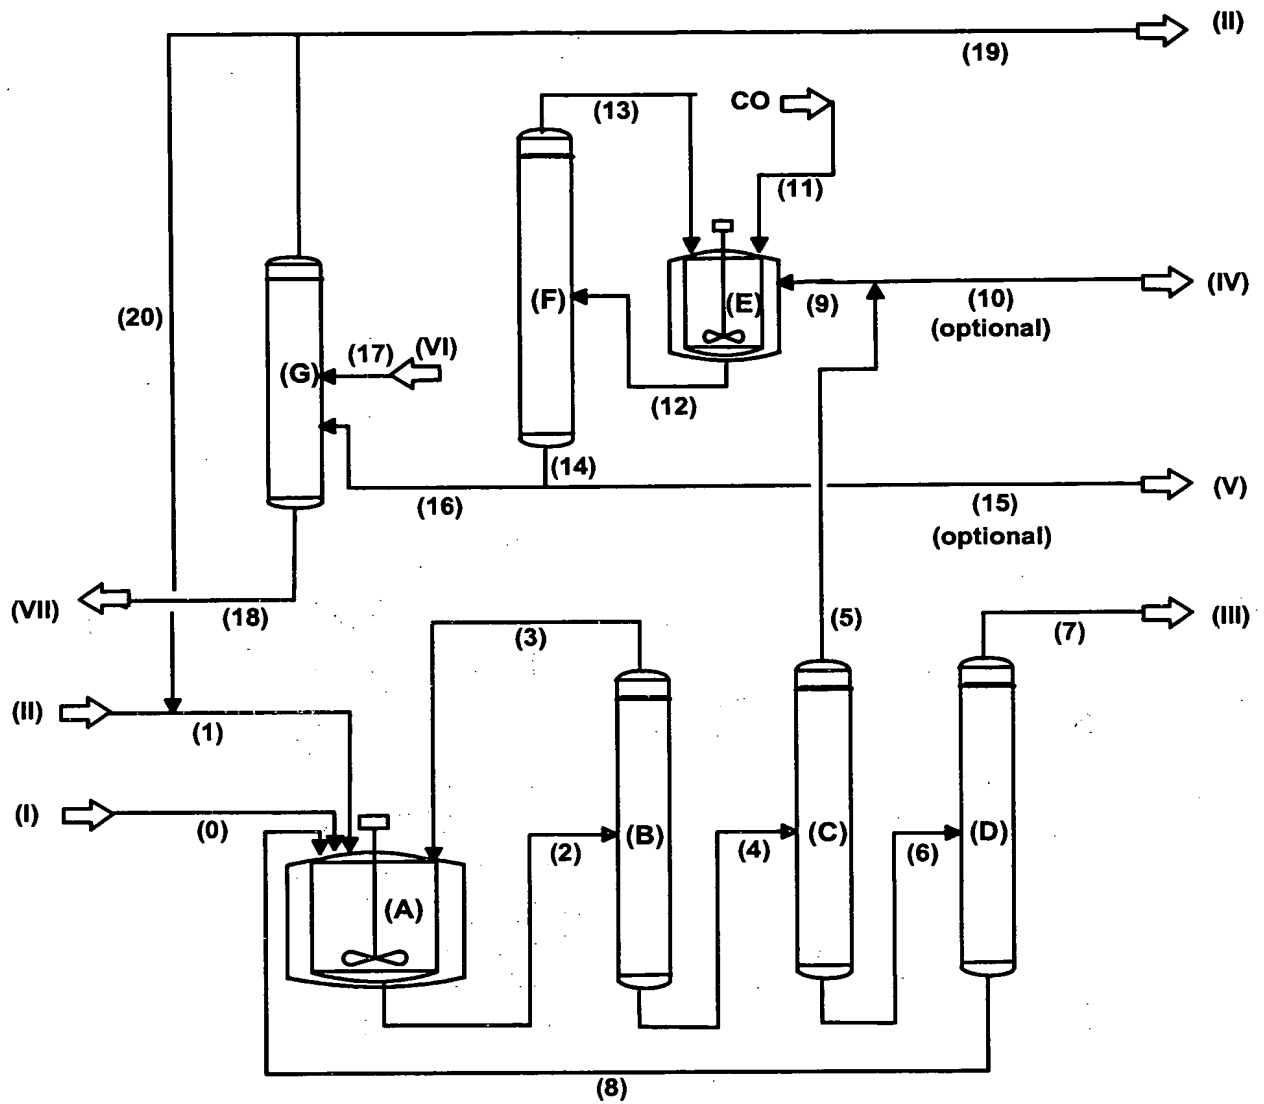 (II)
(19)
CO
(13)
(11)
(20)
(F)
(E)
(9)
(10)
(IV)
(optional)
(G)
(17)
(VI)
(12)
(14)
(16)
(15)
(V)
(optional)
(VII)
(18)
(3)
(5)
(7)
(III)
(II)
(1)
(I)
(0)
(2)
(B)
(4)
(C)
(6)
(D)
(A)
(8)